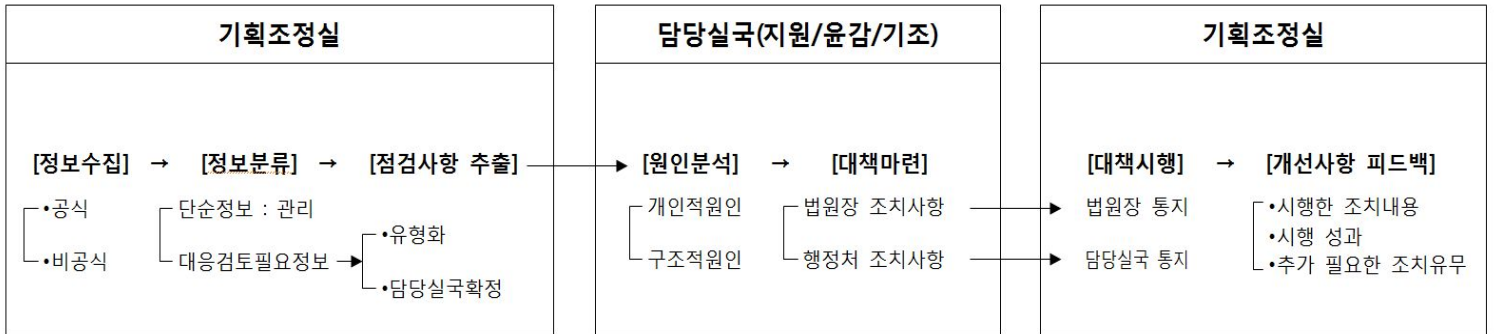 기획조정실
[정보수집] → [정보분류] → [점검사항 추출]
•공식
•비공식
단순정보 : 관리
대응검토필요정보
•유형화
•담당실국확정
담당실국(지원/윤감/기조)
[원인분석] → [대책마련]
개인적원인
구조적원인
법원장 조치사항
행정처 조치사항
기획조정실
[대책시행] → [개선사항 피드백]
법원장 통지
담당실국 통지
•시행한 조치내용
•시행 성과
•추가 필요한 조치유무